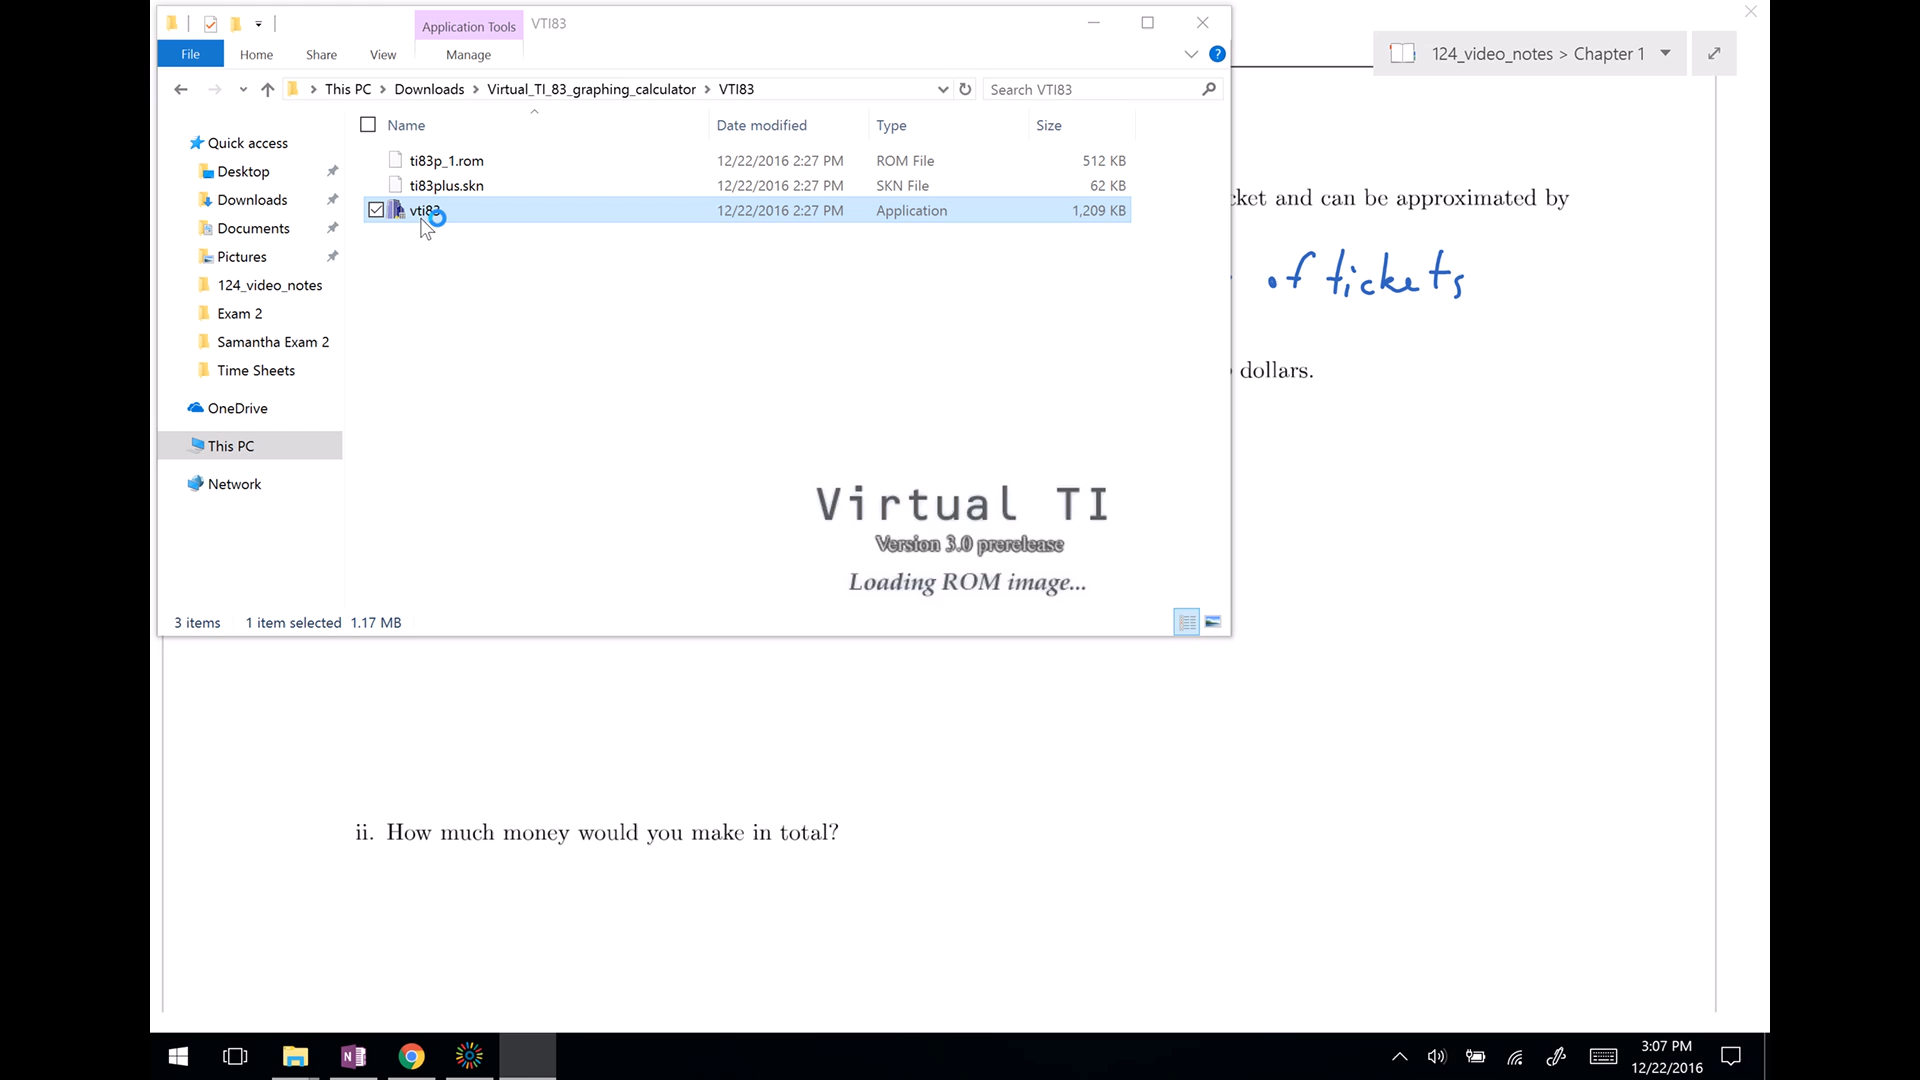 Application Tools
VTI83
File
Home
Share
View
Manage
?
124_video_notes > Chapter 1
This PC > Downloads > Virtual_TI_83_graphing_calculator > VTI83
Search VTI83
Name
Date modified
Type
Size
ti83p_1.rom
12/22/2016 2:27 PM
ROM File
512 KB
ti83plus.skn
12/22/2016 2:27 PM
SKN File
62 KB
vti83
12/22/2016 2:27 PM
Application
1,209 KB
Quick access
Desktop
Downloads
Documents
Pictures
124_video_notes
Exam 2
Samantha Exam 2
Time Sheets
OneDrive
This PC
Network
cket and can be approximated by
of tickets
dollars.
Virtual TI
Version 3.0 prerelease
Loading ROM image...
3 items
1 item selected 1.17 MB
ii. How much money would you make in total?
3:07 PM
12/22/2016